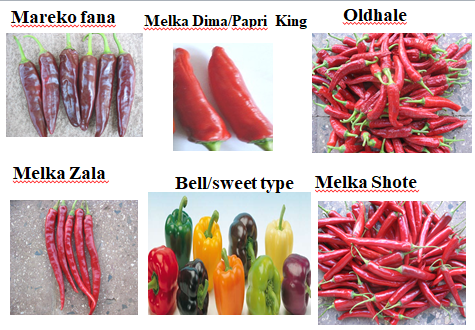 Mareko fana
Melka Dima/Papri King
Oldhale
Melka Zala
Bell/sweet type
Melka Shote